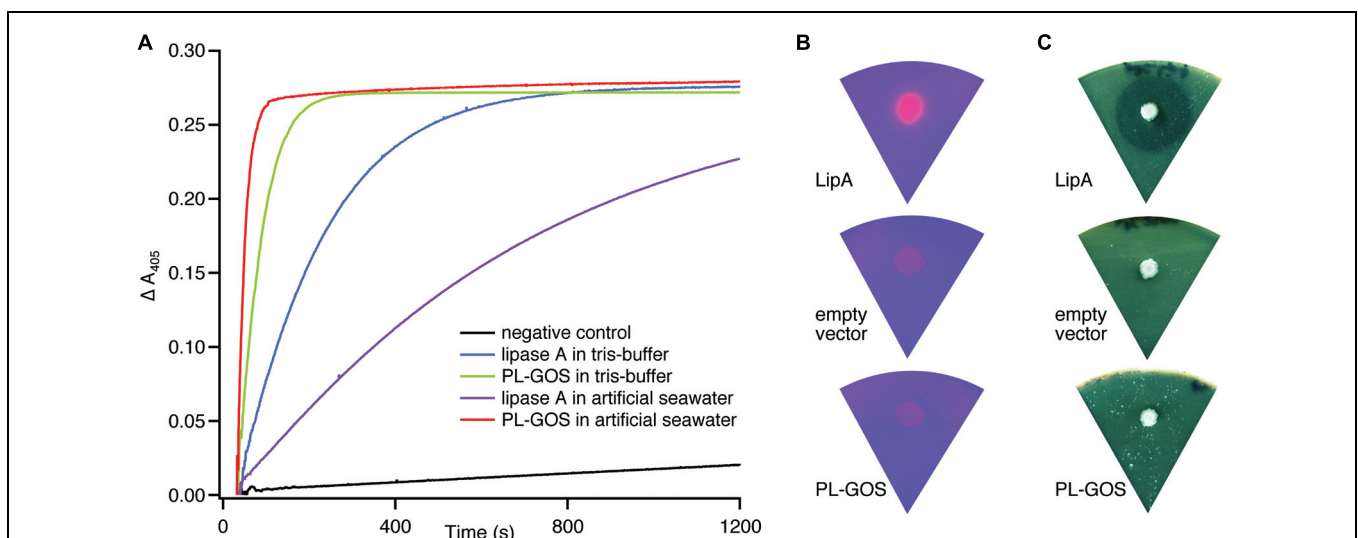 A
B
C
0.30
0.25
0.20
0.15
0.10
0.05
0.00
Δ A405
0
400
800
1200
Time (s)
negative control
lipase A in tris-buffer
PL-GOS in tris-buffer
lipase A in artificial seawater
PL-GOS in artificial seawater
LipA
empty
vector
PL-GOS
LipA
empty
vector
PL-GOS